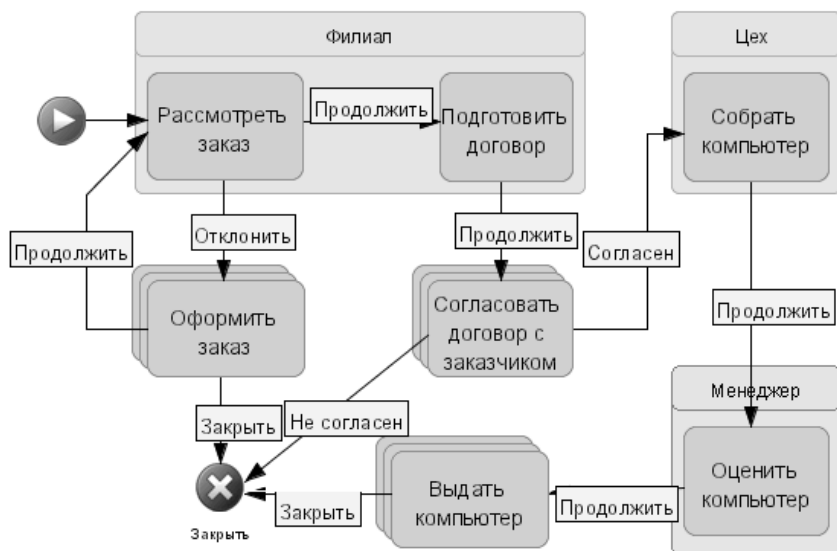 Филиал
Цех
Рассмотреть
заказ
Продолжить
Подготовить
договор
Собрать
компьютер
Отклонить
Продолжить
Продолжить
Согласен
Оформить
заказ
Согласовать
договор с
заказчиком
Продолжить
Менеджер
Закрыть
Не согласен
Оценить
компьютер
Выдать
компьютер
Продолжить
Закрыть
Закрыть